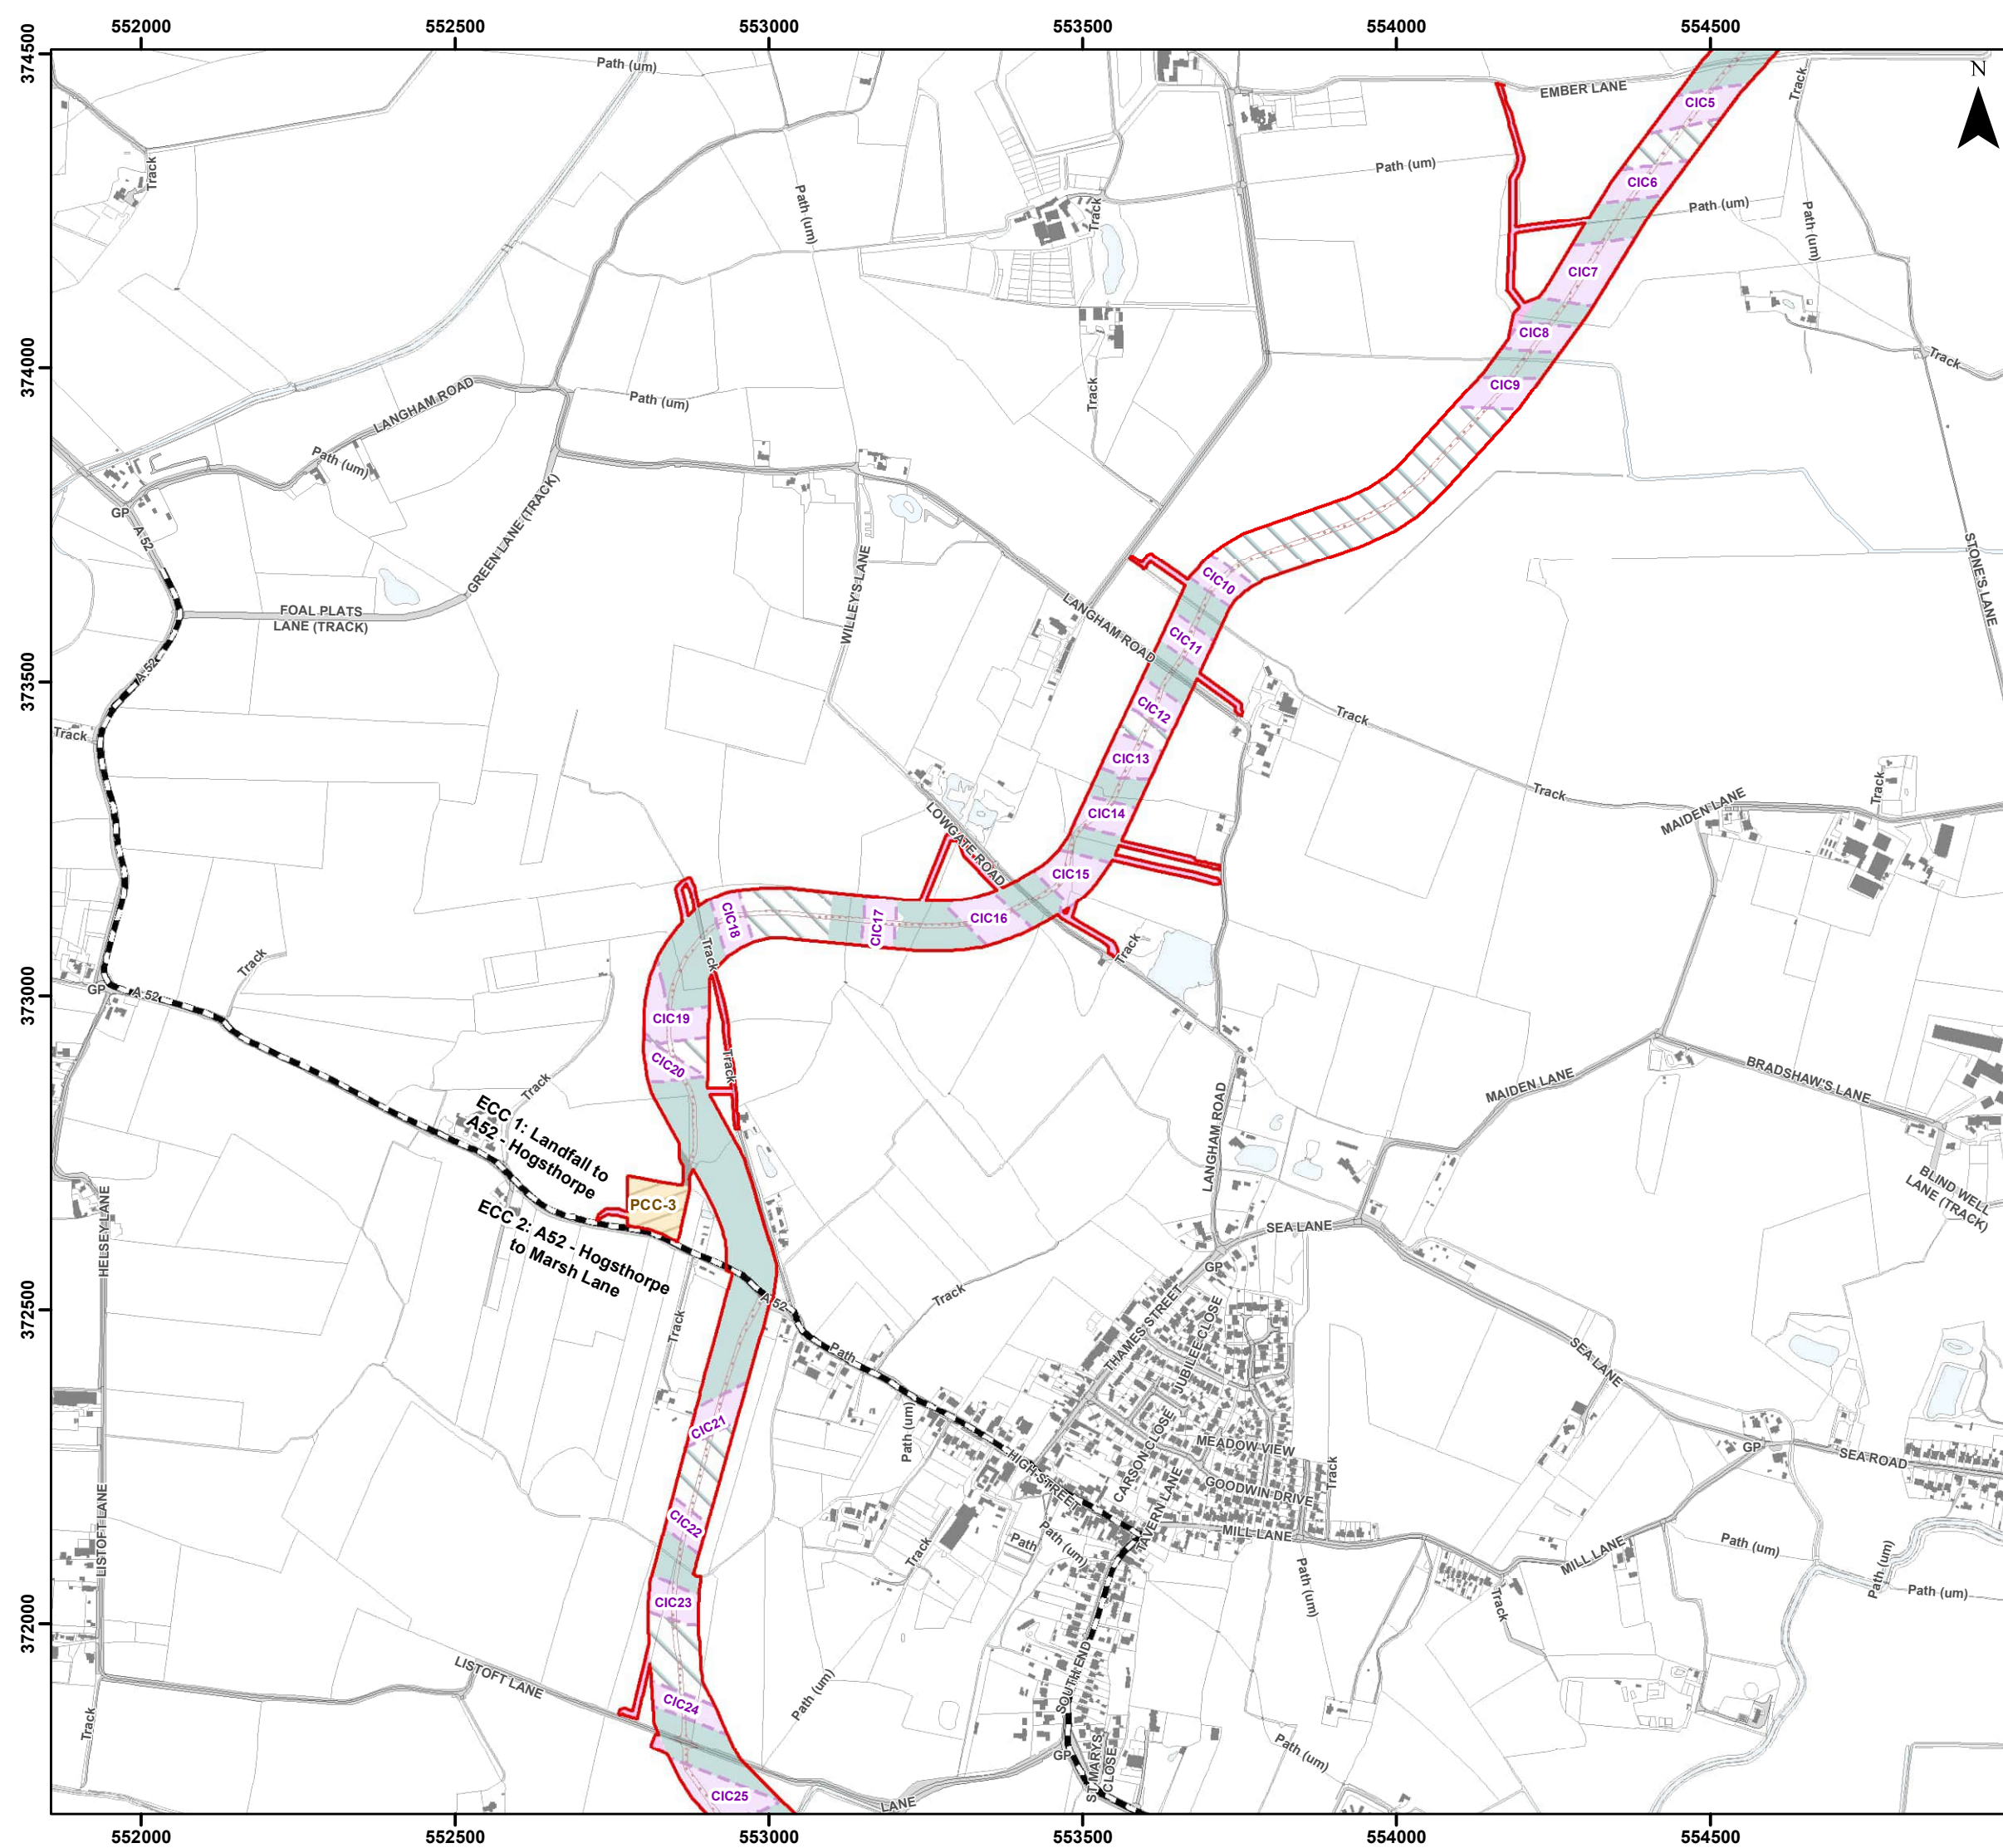 552000
552500
553000
553500
554000
554500
374500
374000
373500
373000
372500
372000
N
Path (um)
EMBER LANE
Track
CIC5
Track
Path (um)
CIC6
Path (um)
Path (um)
Track
Path (um)
CIC7
CIC8
Track
CIC9
LANGHAM ROAD
Path (um)
Track
Path (um)
GP
A 52
GREEN LANE (TRACK)
WILLEY'S LANE
STONE'S LANE
CIC10
FOAL PLATS
LANE (TRACK)
LANGHAM ROAD
CIC11
A 52
CIC12
Track
Track
CIC13
Track
MAIDEN LANE
Track
CIC14
LOWGATE ROAD
CIC15
CIC16
CIC17
CIC18
Track
Track
Track
GP
A 52
CIC19
CIC20
Track
Track
ECC 1: Landfall to
A52 - Hogsthorpe
MAIDEN LANE
BRADSHAW'S LANE
LANGHAM ROAD
BLIND WELL
LANE (TRACK)
PCC-3
ECC 2: A52 - Hogsthorpe
to Marsh Lane
HELSEY LANE
SEA LANE
GP
A 52
Track
Track
THAMES STREET
JUBILEE CLOSE
SEA LANE
Path
CIC21
Path (um)
CARSON CLOSE
MEADOW VIEW
GP
SEA ROAD
HIGH STREET
TAVERN LANE
GOODWIN DRIVE
Track
CIC22
LISTOFT LANE
Track
Path
Path (um)
MILL LANE
MILL LANE
Path (um)
Path (um)
Path (um)
Path (um)
Track
CIC23
LISTOFT LANE
Path (um)
SOUTH END
CIC24
Track
GP
ST MARYS
CLOSE
Path (um)
CIC25
LANE
552000
552500
553000
553500
554000
554500